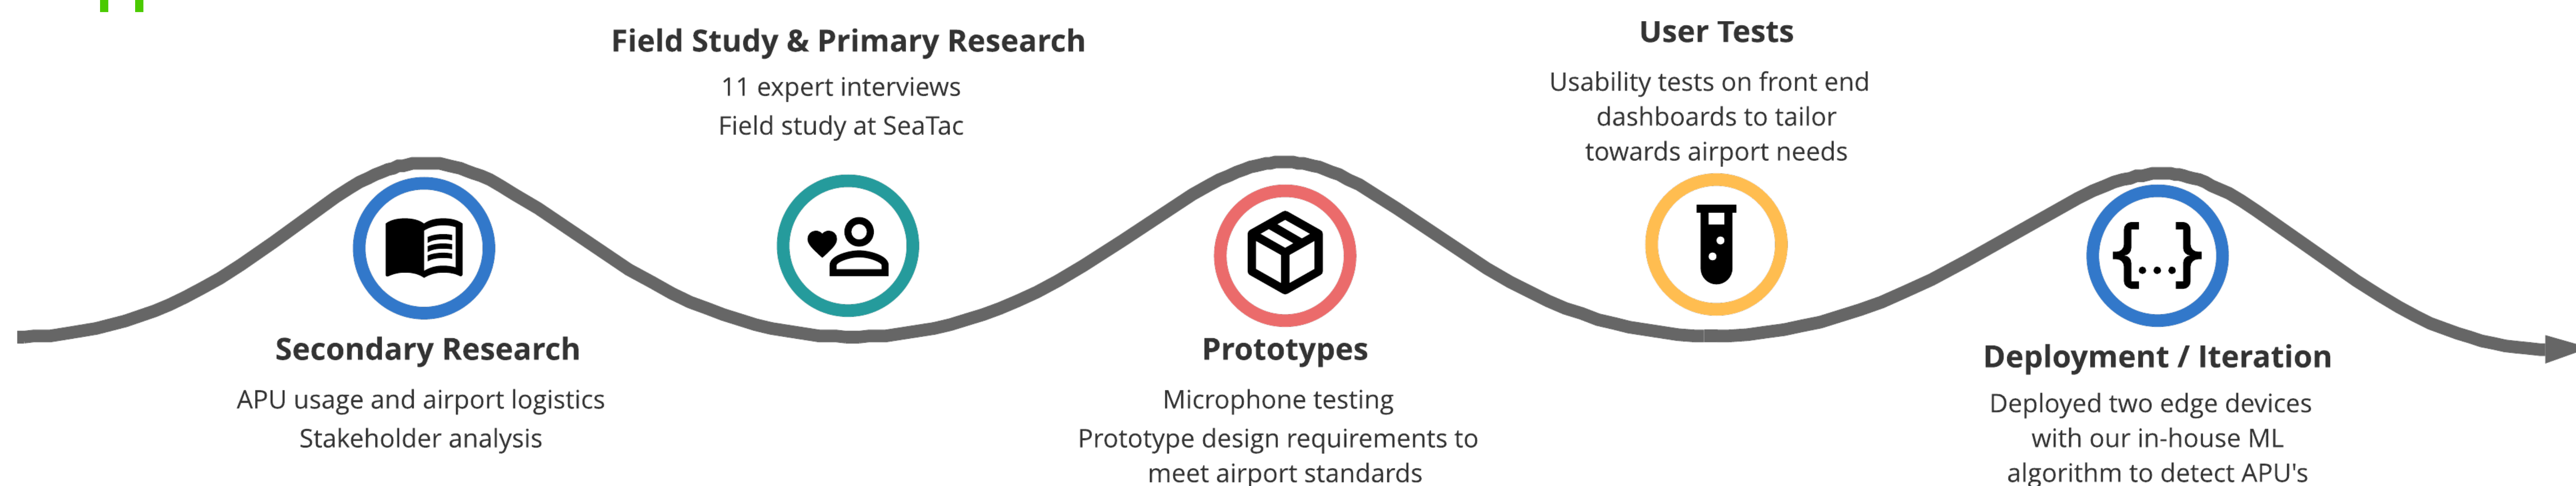 Secondary Research
APU usage and airport logistics
Stakeholder analysis
Field Study & Primary Research
11 expert interviews
Field study at SeaTac
Prototypes
Microphone testing
Prototype design requirements to
meet airport standards
User Tests
Usability tests on front end
dashboards to tailor
towards airport needs
{...}
Deployment / Iteration
Deployed two edge devices
with our in-house ML
algorithm to detect APU's